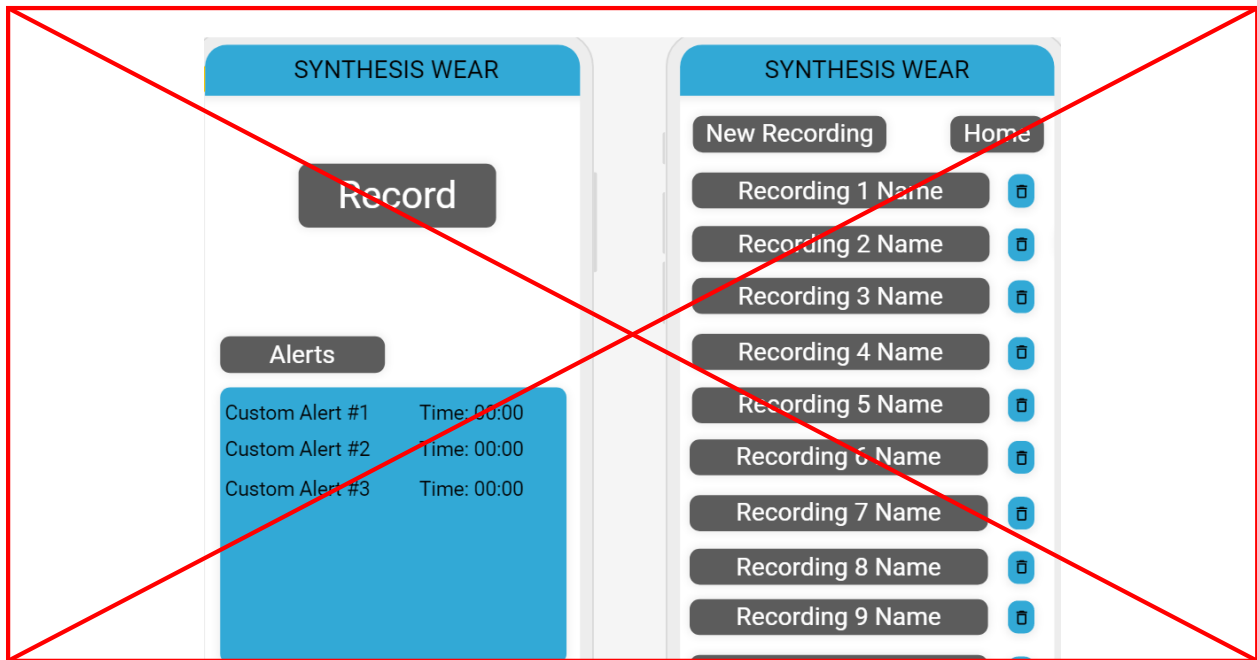 SYNTHESIS WEAR
Record
Alerts
Custom Alert #1 Time: 00:00
Custom Alert #2 Time: 00:00
Custom Alert #3 Time: 00:00
SYNTHESIS WEAR
New Recording Home
Recording 1 Name
Recording 2 Name
Recording 3 Name
Recording 4 Name
Recording 5 Name
Recording 6 Name
Recording 7 Name
Recording 8 Name
Recording 9 Name